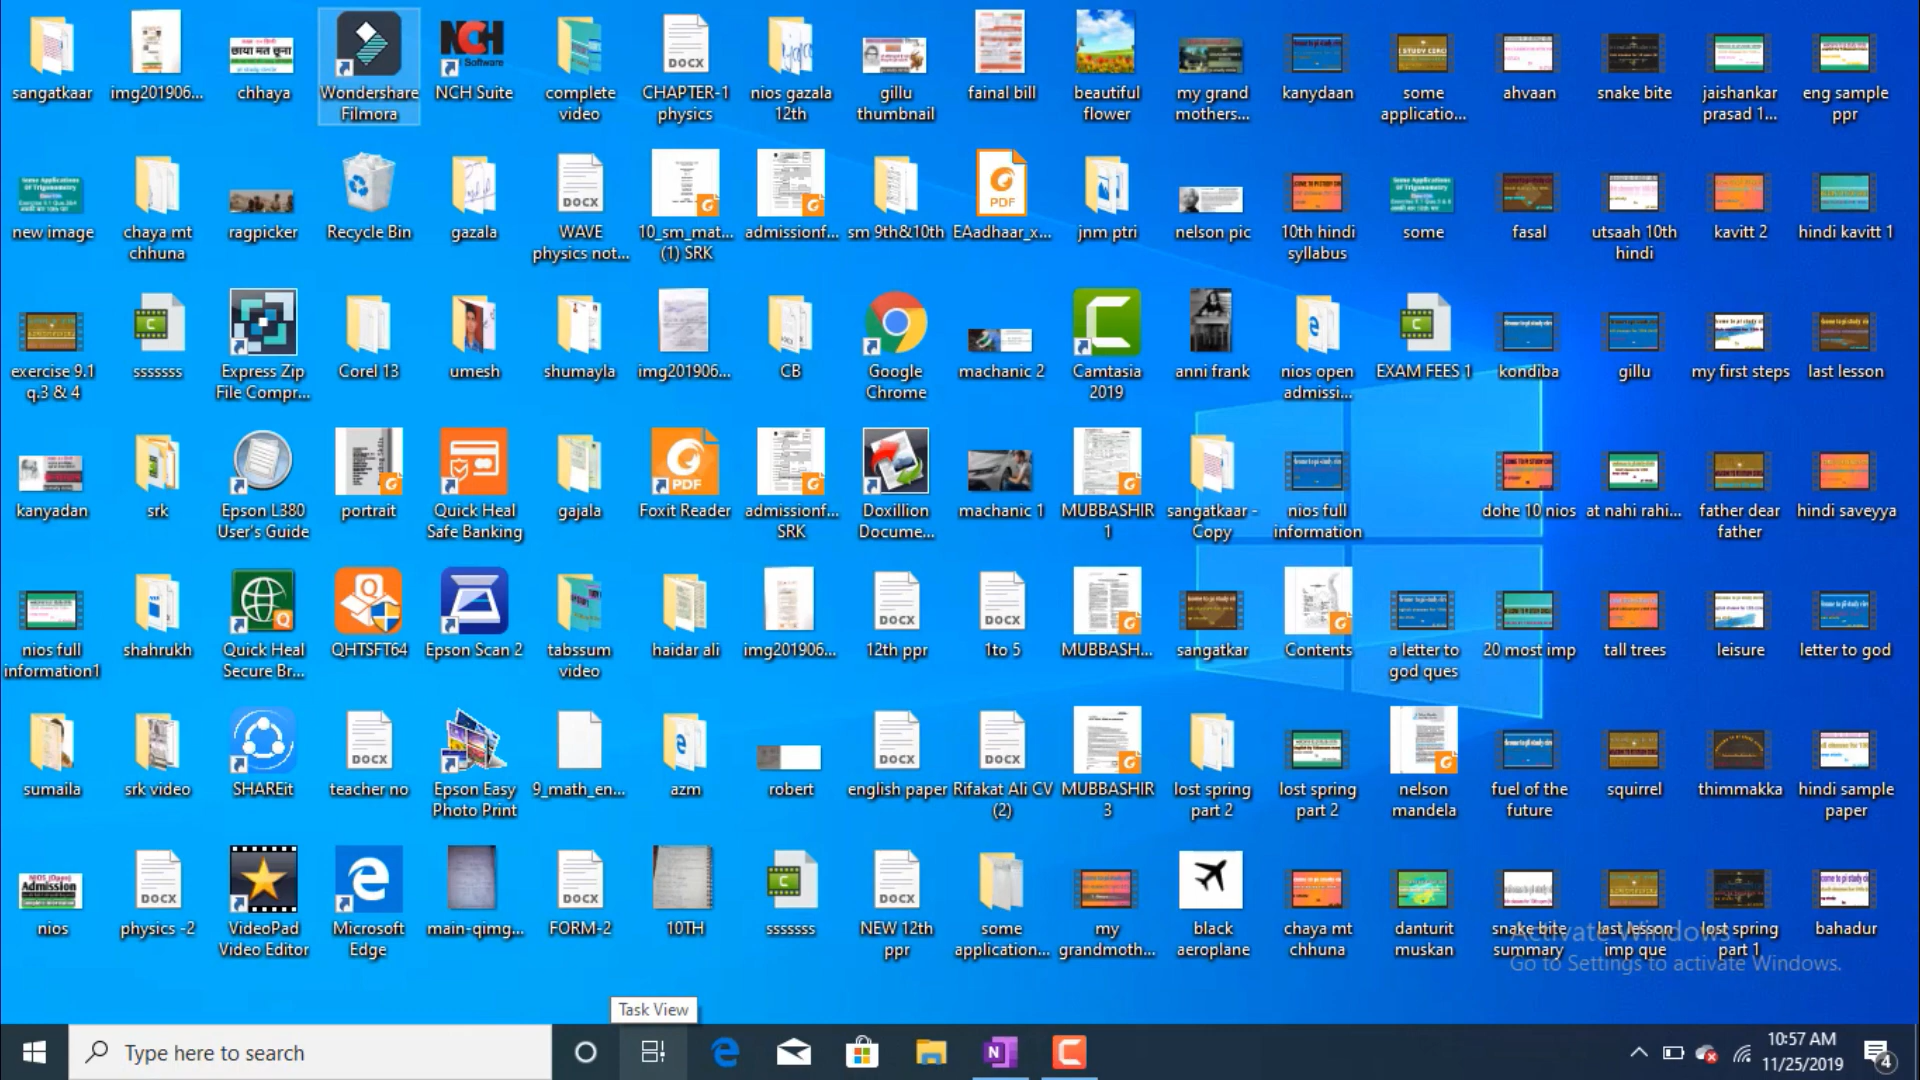 sangatkaar
img201906...
chhaya
Wondershare
Filmora
NCH Suite
complete
video
CHAPTER-1
physics
nios gazala
12th
gillu
thumbnail
fainal bill
beautiful
flower
my grand
mothers...
kanydaan
some
applicatio...
ahvaan
snake bite
jaishankar
prasad 1...
eng sample
ppr
new image
chaya mt
chhuna
ragpicker
Recycle Bin
gazala
WAVE
physics not...
10_sm_mat...
(1) SRK
admissionf...
sm 9th&10th
EAadhaar_x...
jnm ptri
nelson pic
10th hindi
syllabus
some
fasal
utsaah 10th
hindi
kavitt 2
hindi kavitt 1
exercise 9.1
q.3 & 4
sssssss
Express Zip
File Compr...
Corel 13
umesh
shumayla
img201906...
CB
Google
Chrome
machanic 2
Camtasia
2019
anni frank
nios open
admissi...
EXAM FEES 1
kondiba
gillu
my first steps
last lesson
kanyadan
srk
Epson L380
User's Guide
portrait
Quick Heal
Safe Banking
gajala
Foxit Reader
admissionf...
SRK
Doxillion
Docume...
machanic 1
MUBBASHIR
1
sangatkaar -
Copy
nios full
information
dohe 10 nios
at nahi rahi...
father dear
father
hindi saveyya
nios full
information1
shahrukh
Quick Heal
Secure Br...
QHTSFT64
Epson Scan 2
tabssum
video
haidar ali
img201906...
12th ppr
1to 5
MUBBASH...
sangatkar
Contents
a letter to
god ques
20 most imp
tall trees
leisure
letter to god
sumaila
srk video
SHAREit
teacher no
Epson Easy
Photo Print
9_math_en...
azm
robert
english paper
Rifakat Ali CV
(2)
MUBBASHIR
3
lost spring
part 2
lost spring
part 2
nelson
mandela
fuel of the
future
squirrel
thimmakka
hindi sample
paper
nios
physics -2
VideoPad
Video Editor
Microsoft
Edge
main-qimg...
FORM-2
10TH
sssssss
NEW 12th
ppr
some
application...
my
grandmoth...
black
aeroplane
chaya mt
chhuna
danturit
muskan
snake bite
summary
last lesson
imp que
lost spring
part 1
bahadur
Activate Windows
Go to Settings to activate Windows.
Task View
Type here to search
10:57 AM
11/25/2019
4